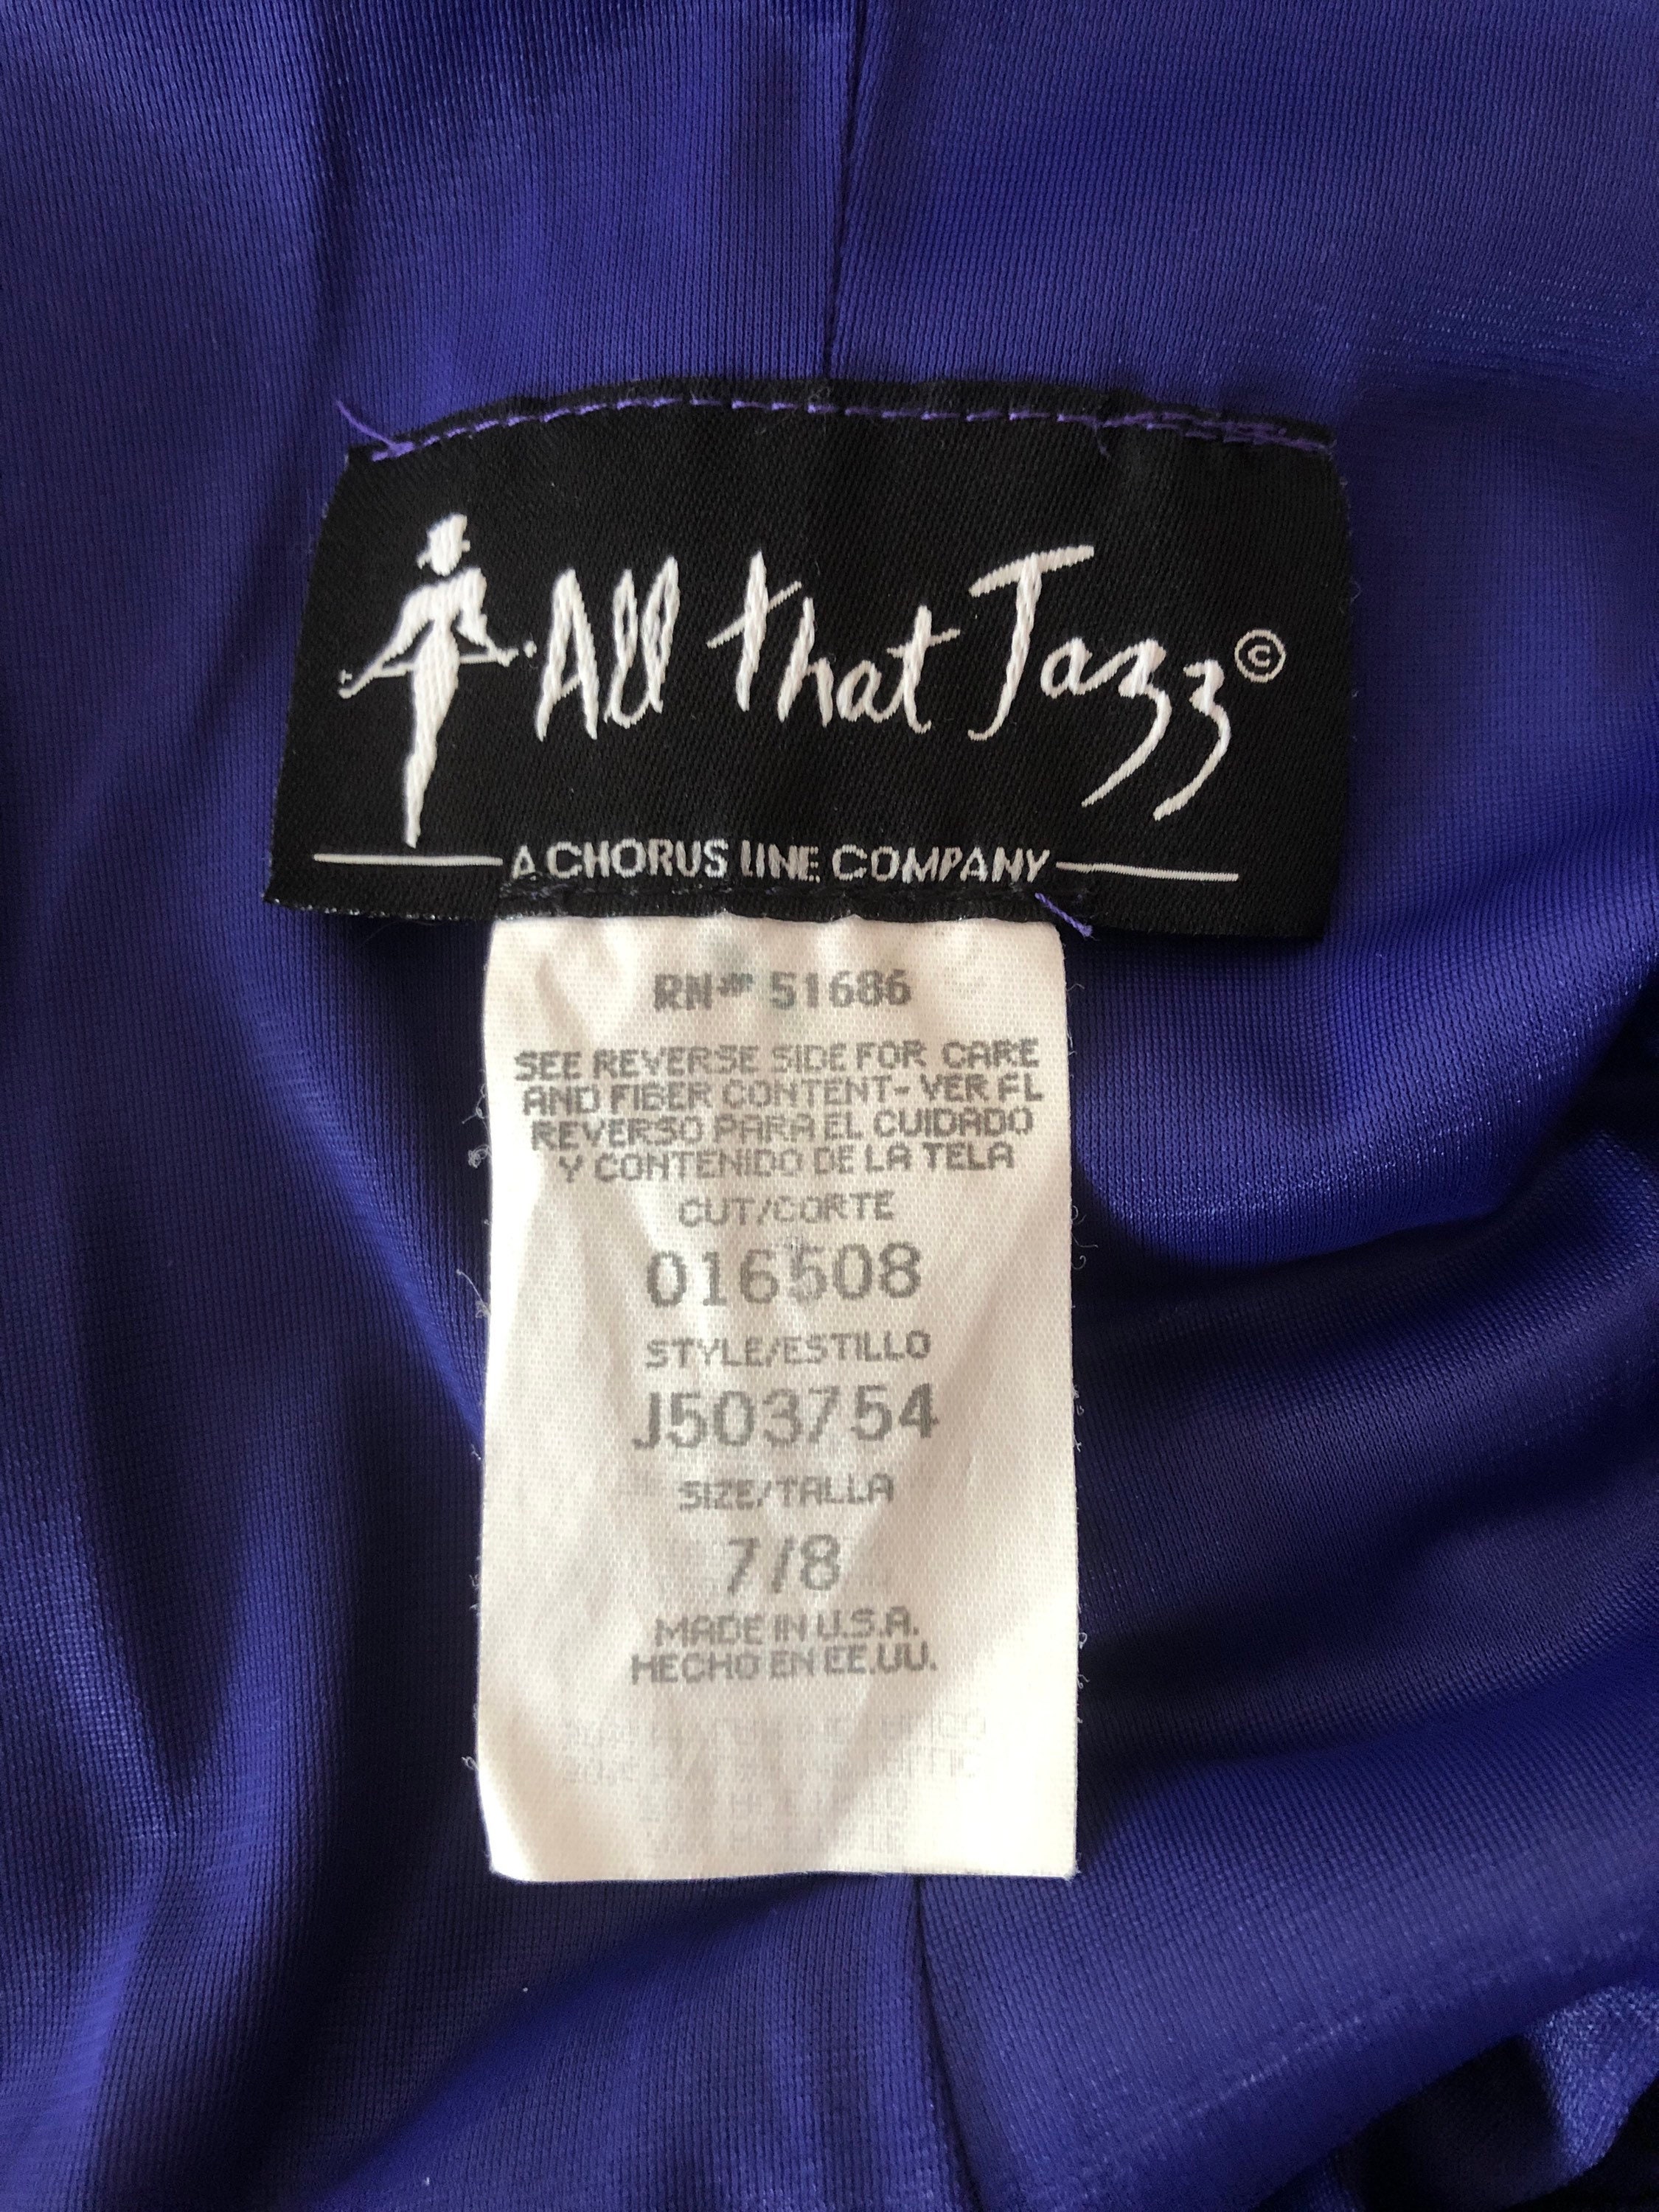 All that Jazz©
A CHORUS LINE COMPANY
RN# 51686
SEE REVERSE SIDE FOR CARE
AND FIBER CONTENT- VER AL
REVERSO PARA EL CUIDADO
Y CONTENIDO DE LA TELA
CUT/CORTE
016508
STYLE/ESTILLO
J503754
SIZE/TALLA
7/8
MADE IN U.S.A.
HECHO EN EE.UU.